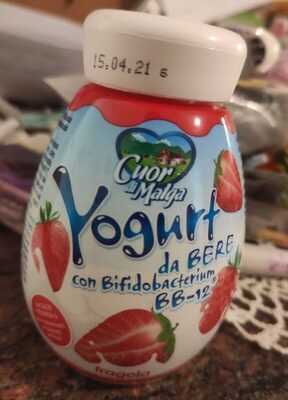 15.04.21 G
Cuor
di Malga
Yogurt
da BERE
con Bifidobacterium
BB-12®
fragola